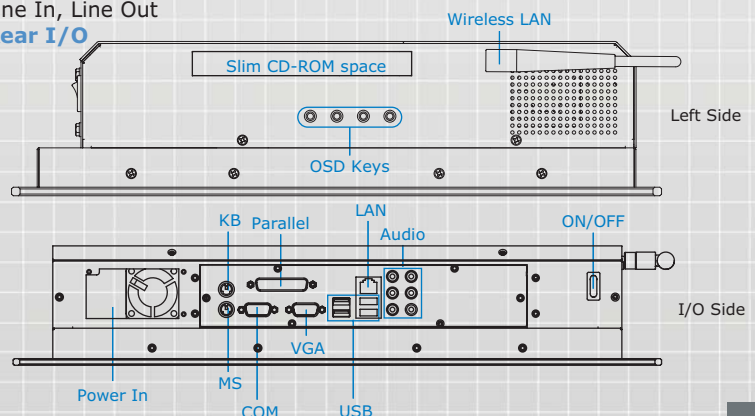 ne In, Line Out
ear I/O
Wireless LAN
Slim CD-ROM space
Left Side
OSD Keys
LAN
KB
Parallel
Audio
ON/OFF
I/O Side
VGA
MS
Power In
COM
USB